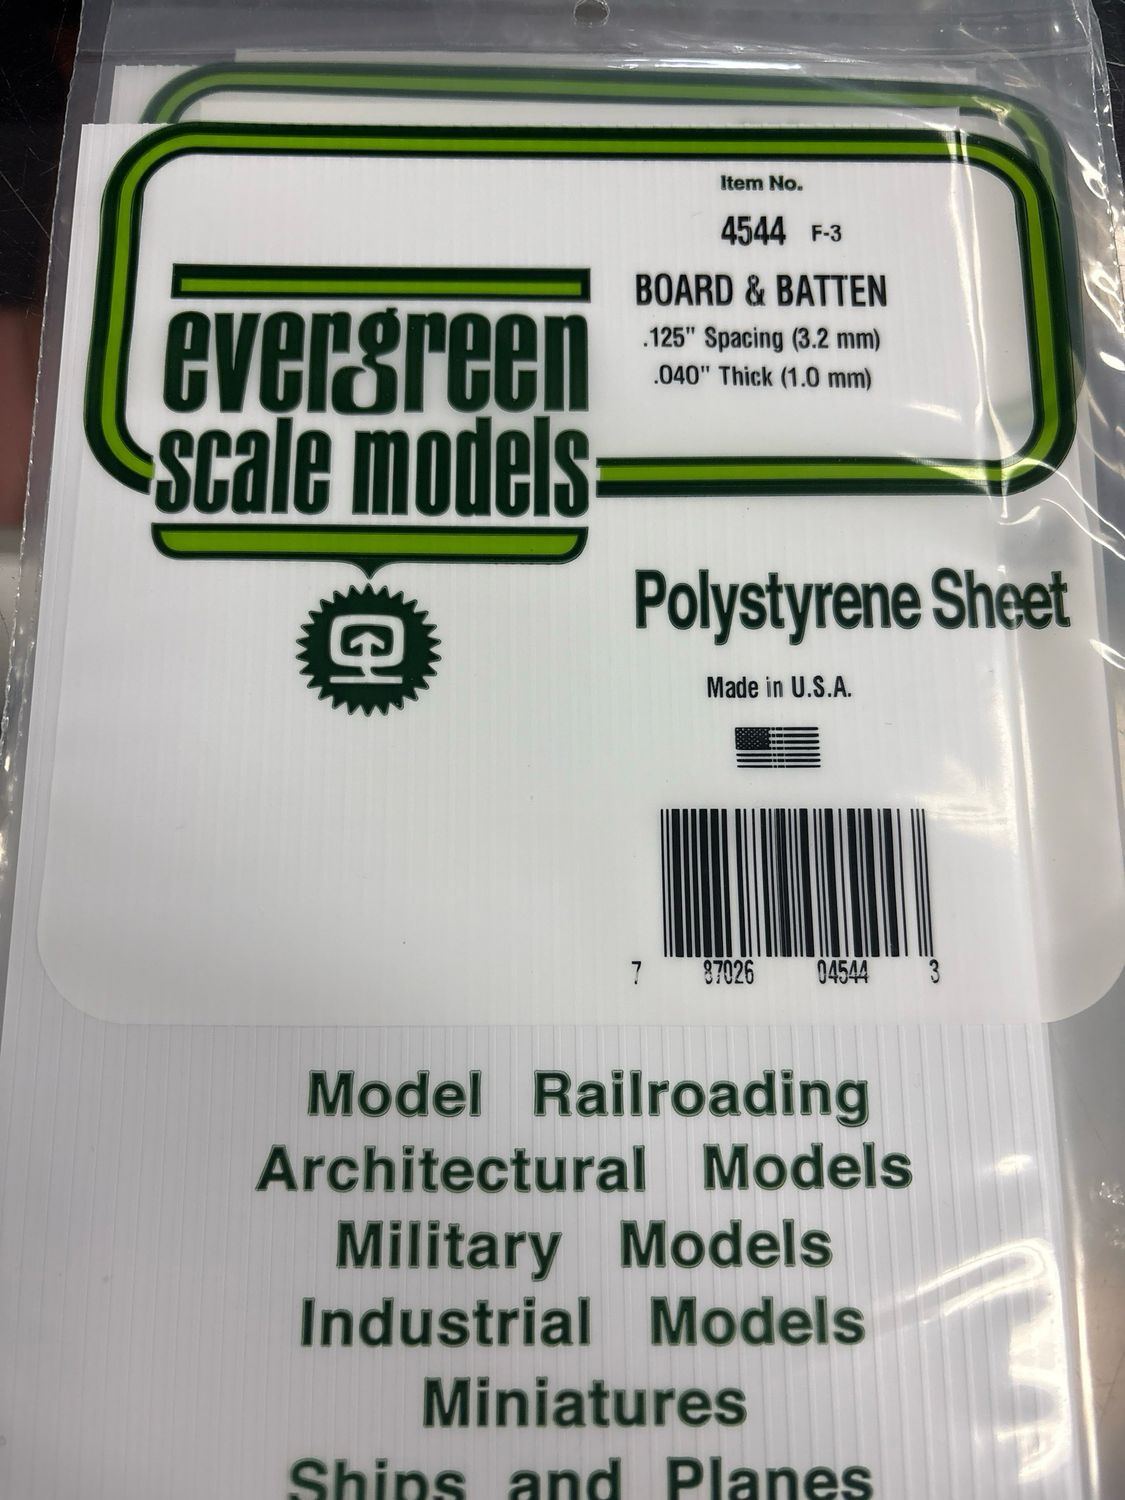 Item No.
4544 F-3
BOARD & BATTEN
.125" Spacing (3.2 mm)
.040" Thick (1.0 mm)
evergreen
scale models
Polystyrene Sheet
Made in U.S.A.
7 87026 04544 3
Model Railroading
Architectural Models
Military Models
Industrial Models
Miniatures
Ships and Planes